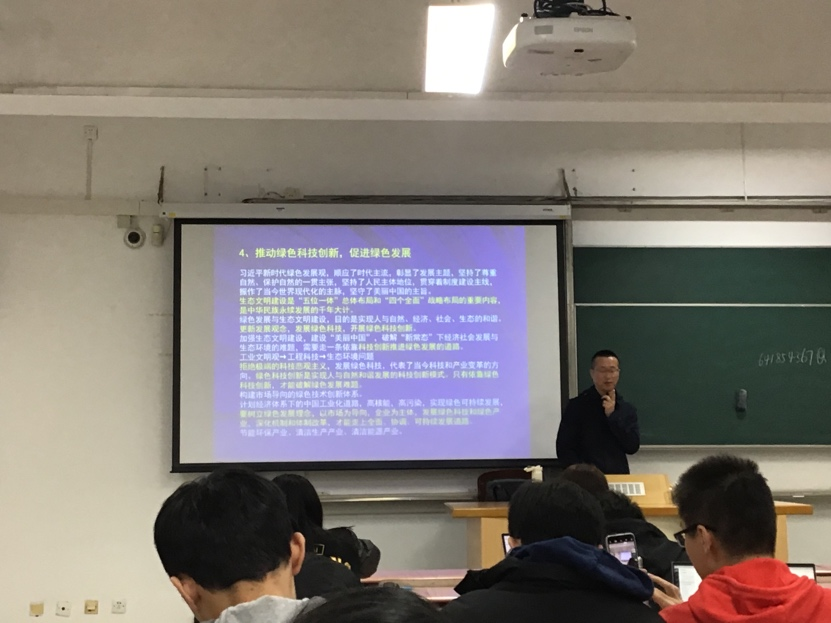 4、推动绿色科技创新，促进绿色发展
习近平新时代绿色发展观，顺应了时代主流，彰显了发展主题，坚持了尊重
自然、保护自然的一贯主张，坚持了人民主体地位，贯穿着制度建设主线，
操作了当今世界现代化的主脉，坚守了美丽中国的主旨。
生态文明建设是“五位一体”总体布局和“四个全面”战略布局的重要内容，
是中华民族永续发展的千年大计。
绿色发展与生态文明建设，目的是实现人与自然、经济、社会、生态的和谐，
更新发展观念，发展绿色科技，开展绿色科技创新。
加强生态文明建设，建设“美丽中国”，破解“新常态”下经济社会发展与
生态环境的难题，需要走一条依靠科技创新推进绿色发展的道路。
工业文明观→工程科技→生态环境问题
拒绝极端的科技悲观主义，发展绿色科技，代表了当今科技和产业变革的方
向。绿色科技创新是实现人与自然和谐发展的科技创新模式，只有依靠绿色
科技创新，才能破解绿色发展难题。
构建市场导向的绿色技术创新体系。
计划经济体系下的中国工业化道路，高耗能、高污染，实现绿色可持续发展，
要树立绿色发展理念，以市场为导向，企业为主体，发展绿色科技和绿色产
业，深化机制和体制改革，才能走上全面、协调、可持续发展道路。
节能环保产业、清洁生产产业、清洁能源产业。